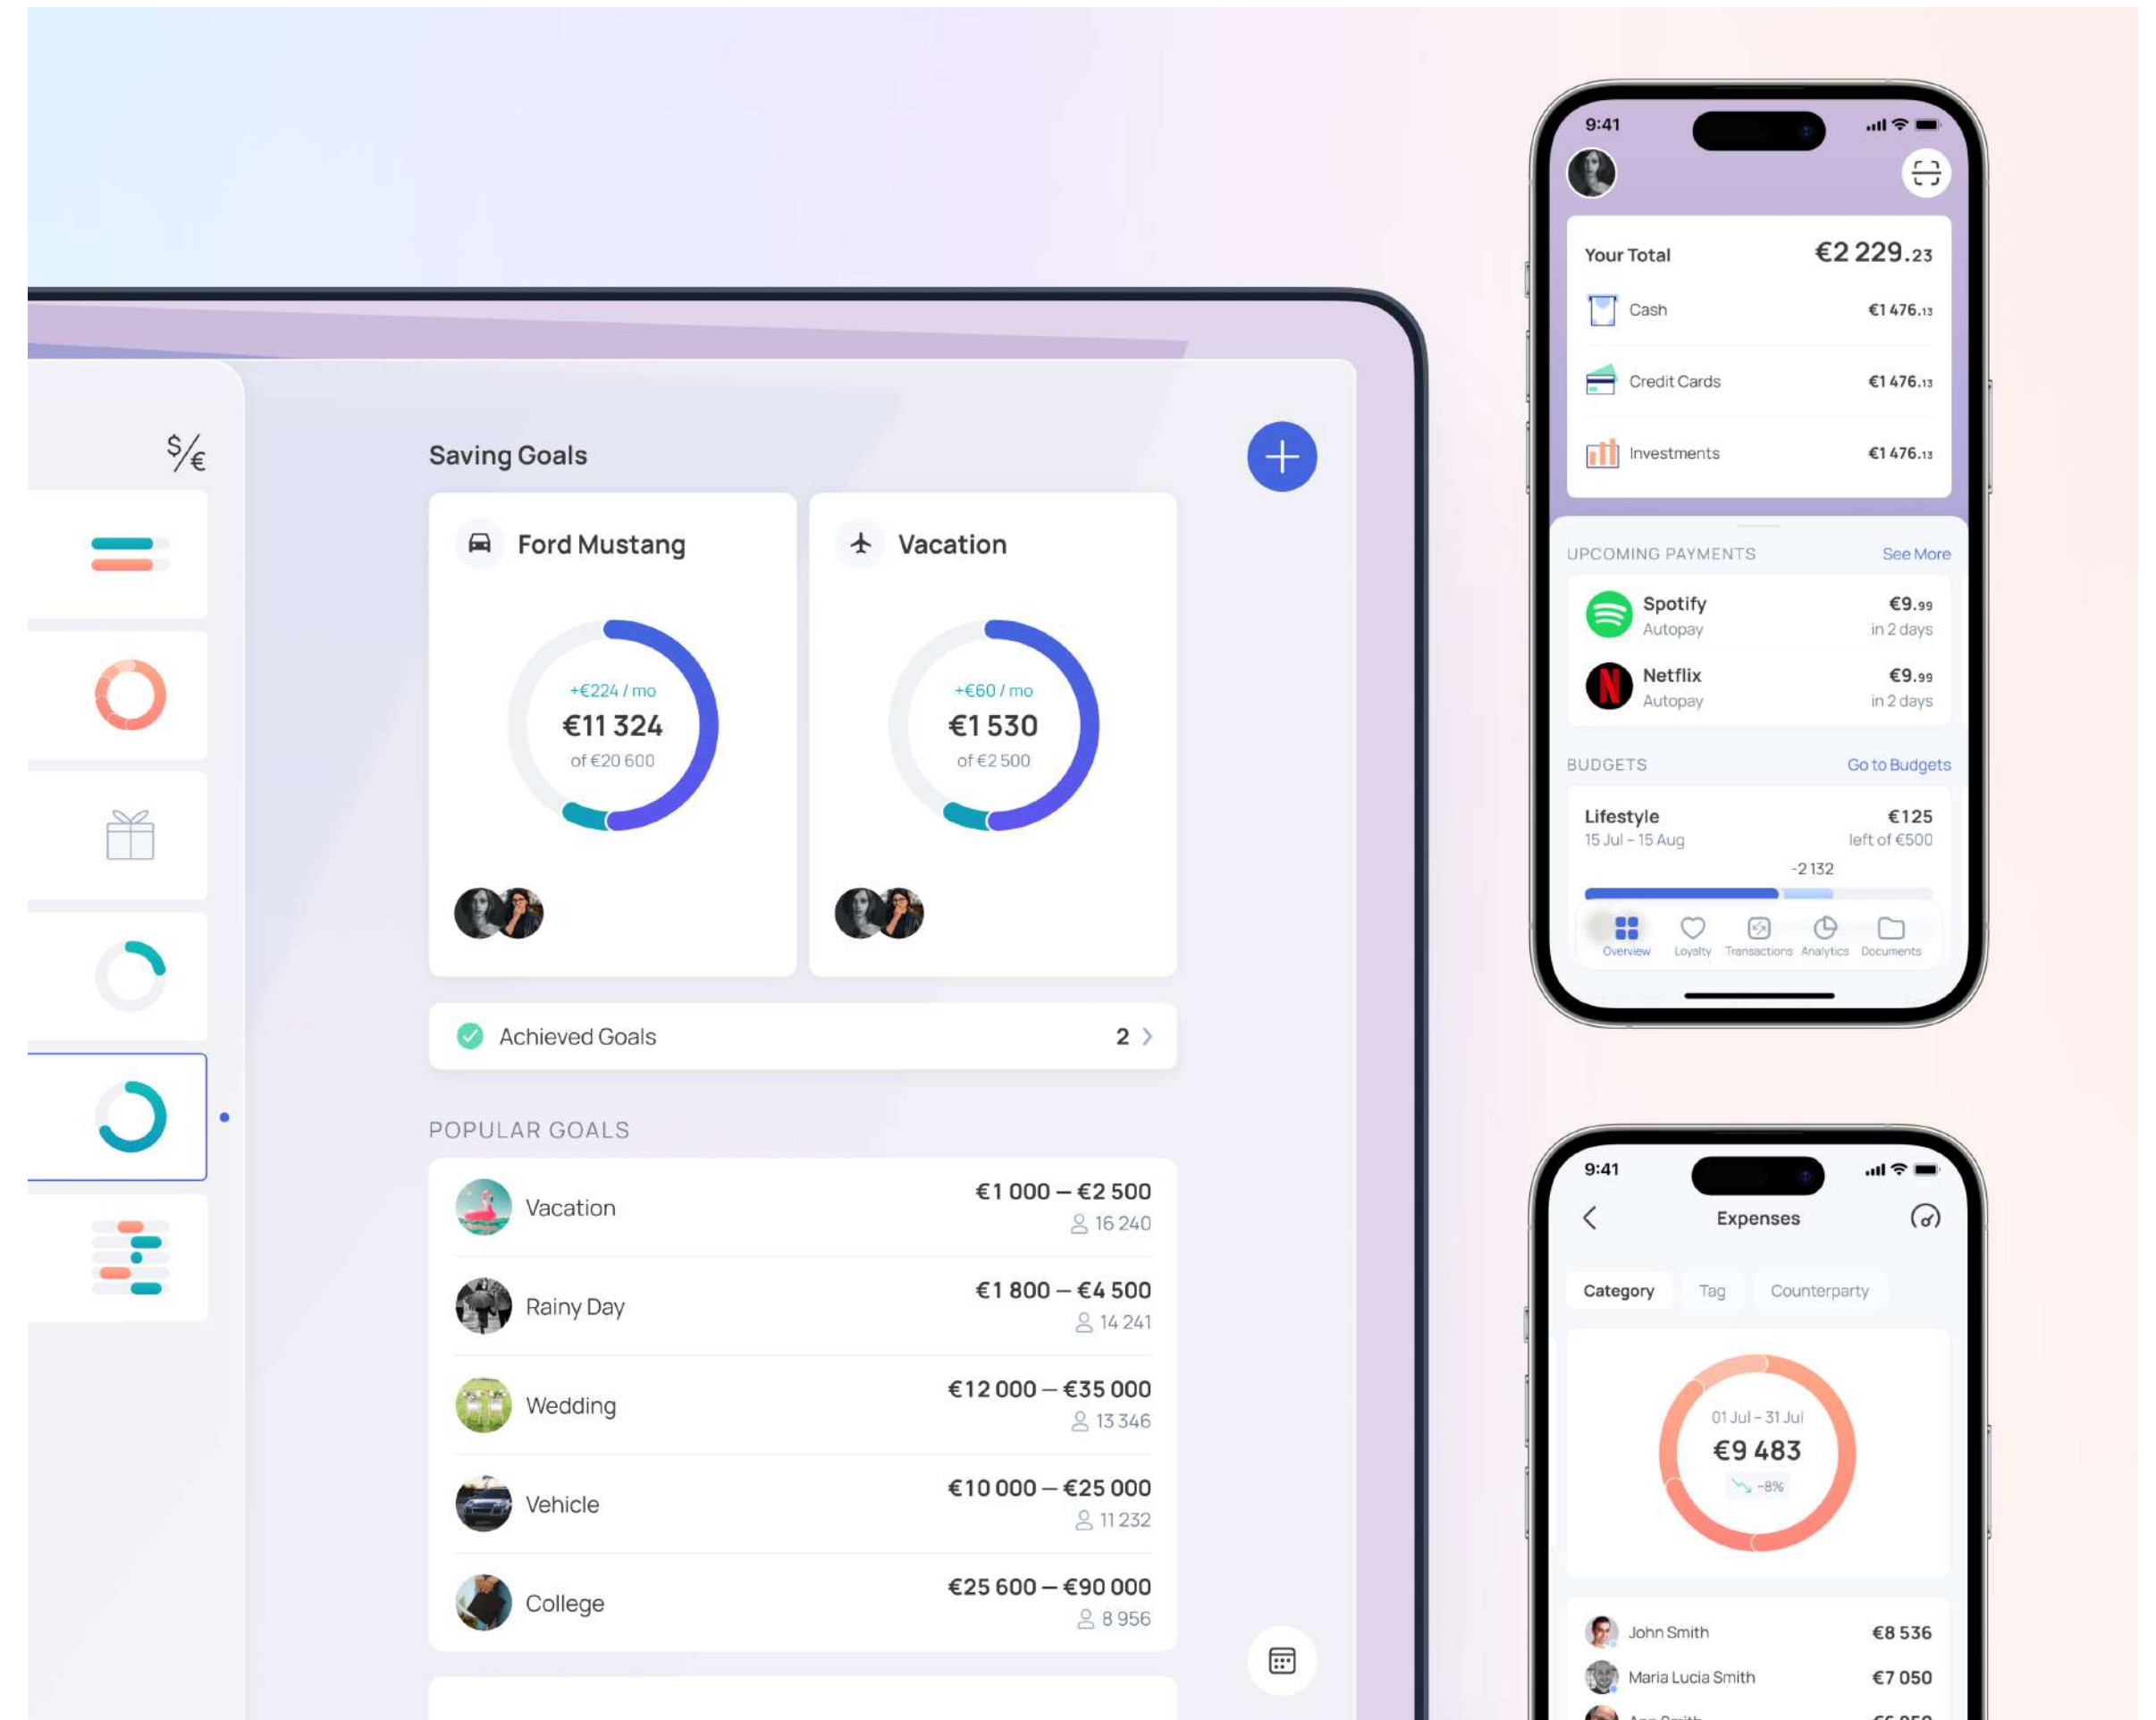 $/€
Saving Goals
Ford Mustang
+€224 / mo
€11 324
of €20 600
Vacation
+€60 / mo
€1 530
of €2 500
Achieved Goals
2
POPULAR GOALS
Vacation
€1 000 – €2 500
16 240
Rainy Day
€1 800 – €4 500
14 241
Wedding
€12 000 – €35 000
13 346
Vehicle
€10 000 – €25 000
11 232
College
€25 600 – €90 000
8 956
9:41
Your Total €2 229.23
Cash €1 476.13
Credit Cards €1 476.13
Investments €1 476.13
UPCOMING PAYMENTS See More
Spotify €9.99
Autopay in 2 days
Netflix €9.99
Autopay in 2 days
BUDGETS Go to Budgets
Lifestyle €125
15 Jul – 15 Aug left of €500
-2 132
Overview Loyalty Transactions Analytics Documents
9:41
Expenses
Category Tag Counterparty
01 Jul – 31 Jul
€9 483
-8%
John Smith €8 536
Maria Lucia Smith €7 050